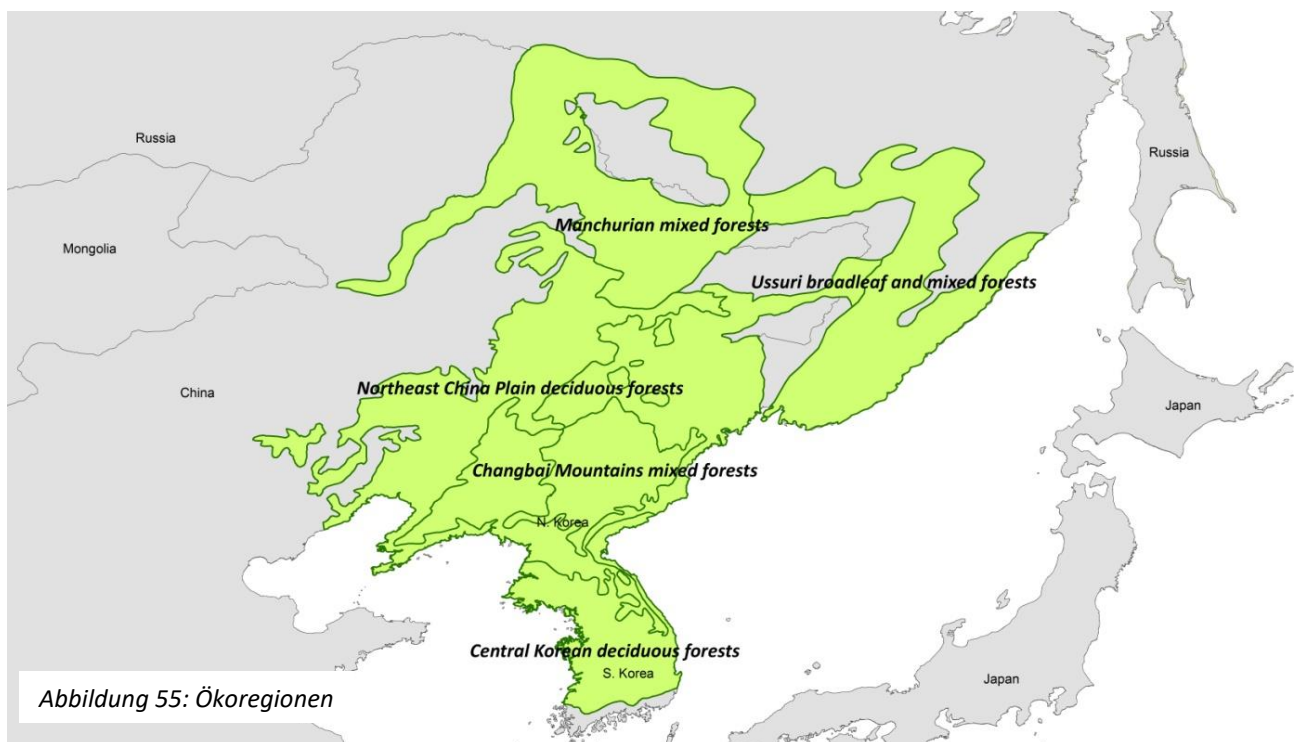 Russia
Russia
Manchurian mixed forests
Mongolia
Ussuri broadleaf and mixed forests
Northeast China Plain deciduous forests
China
Japan
Changbai Mountains mixed forests
N. Korea
Central Korean deciduous forests
S. Korea
Japan
Abbildung 55: Ökoregionen